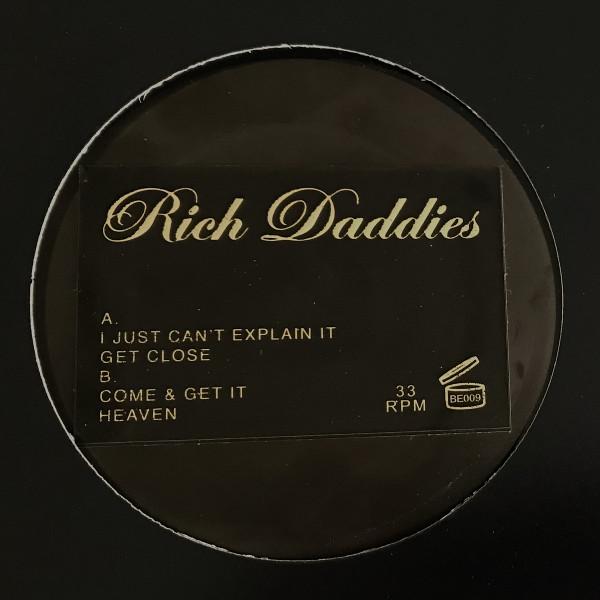 Rich Daddies
A.
I JUST CAN'T EXPLAIN IT
GET CLOSE
B.
COME & GET IT
HEAVEN
33
RPM
BE009